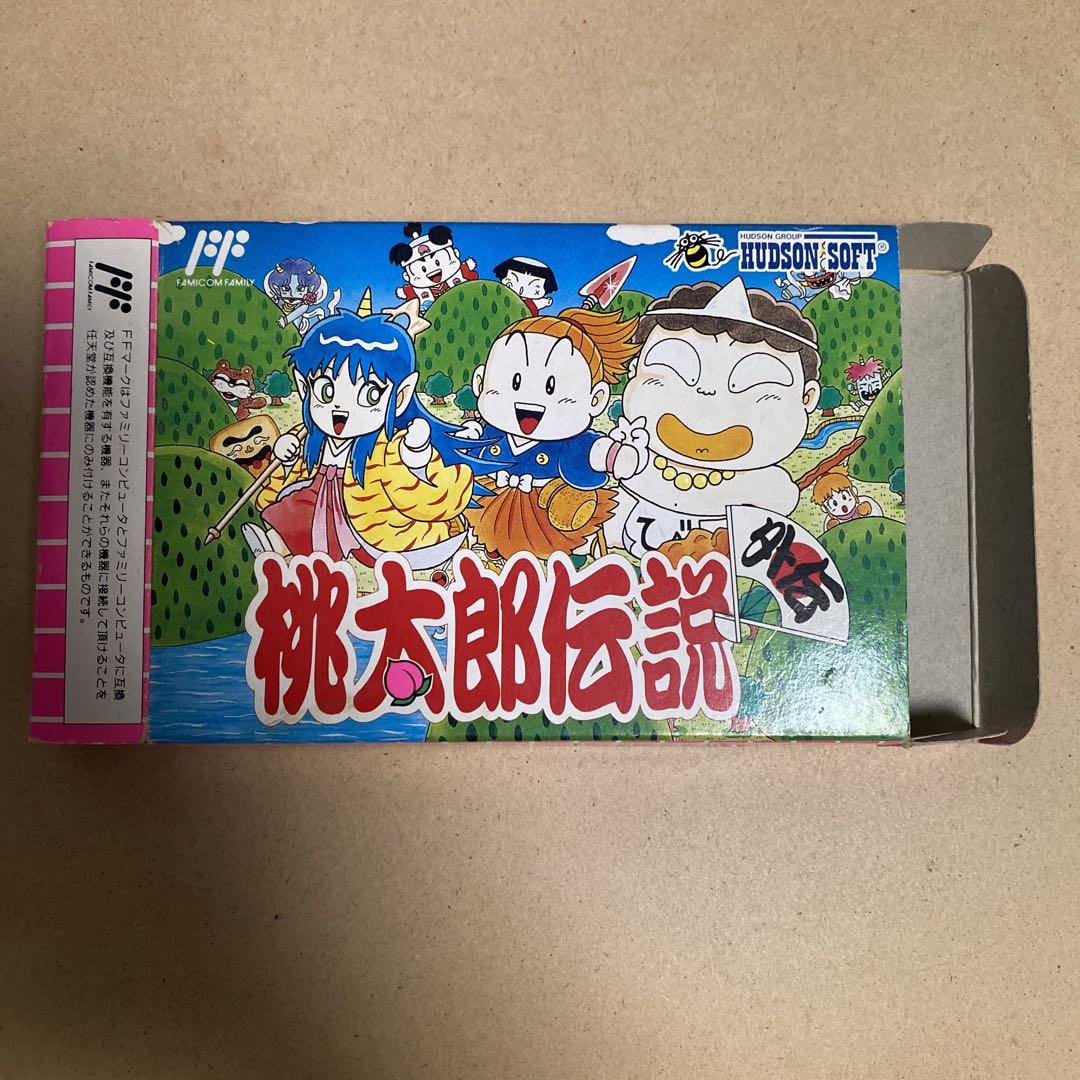 FAMICOM FAMILY
FFマークはファミリーコンピュータとファミリーコンピュータに互換
及び互換機能を有する機器、またそれらの機器に接続して頂けることを
任天堂が認めた機器にのみ付けることができるものです。
FAMICOM FAMILY
HUDSON GROUP
HUDSON SOFT®
桃太郎伝説
外伝